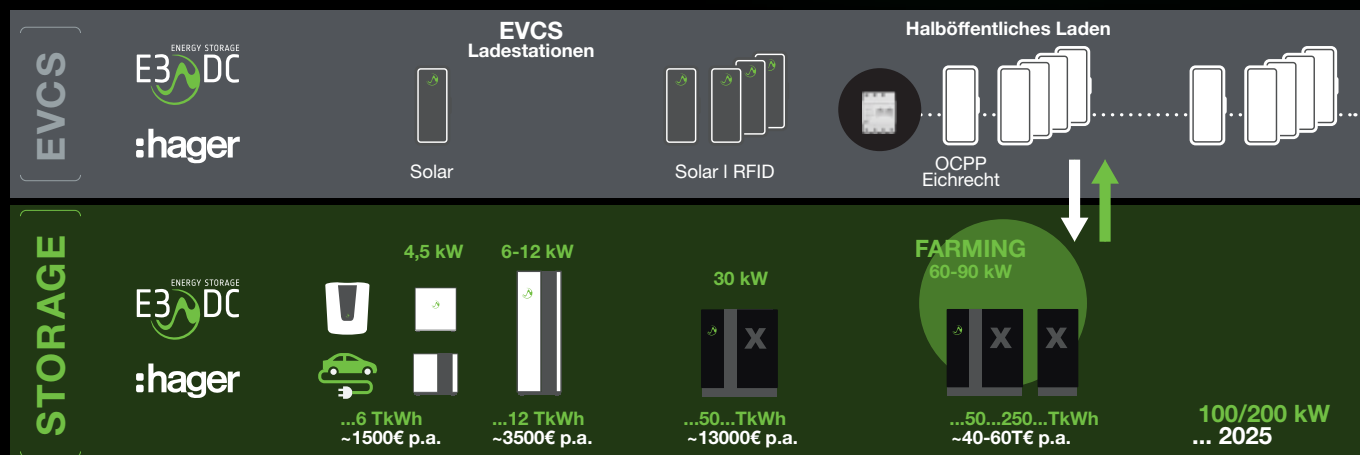 EVCS
ENERGY STORAGE
E3DC
:hager
EVCS
Ladestationen
Solar
Solar I RFID
Halböffentliches Laden
OCPP
Eichrecht
STORAGE
ENERGY STORAGE
E3DC
:hager
4,5 kW
6-12 kW
30 kW
FARMING
60-90 kW
X
X
X
...6 TkWh
~1500€ p.a.
...12 TkWh
~3500€ p.a.
...50...TkWh
~13000€ p.a.
...50...250...TkWh
~40-60T€ p.a.
100/200 kW
... 2025